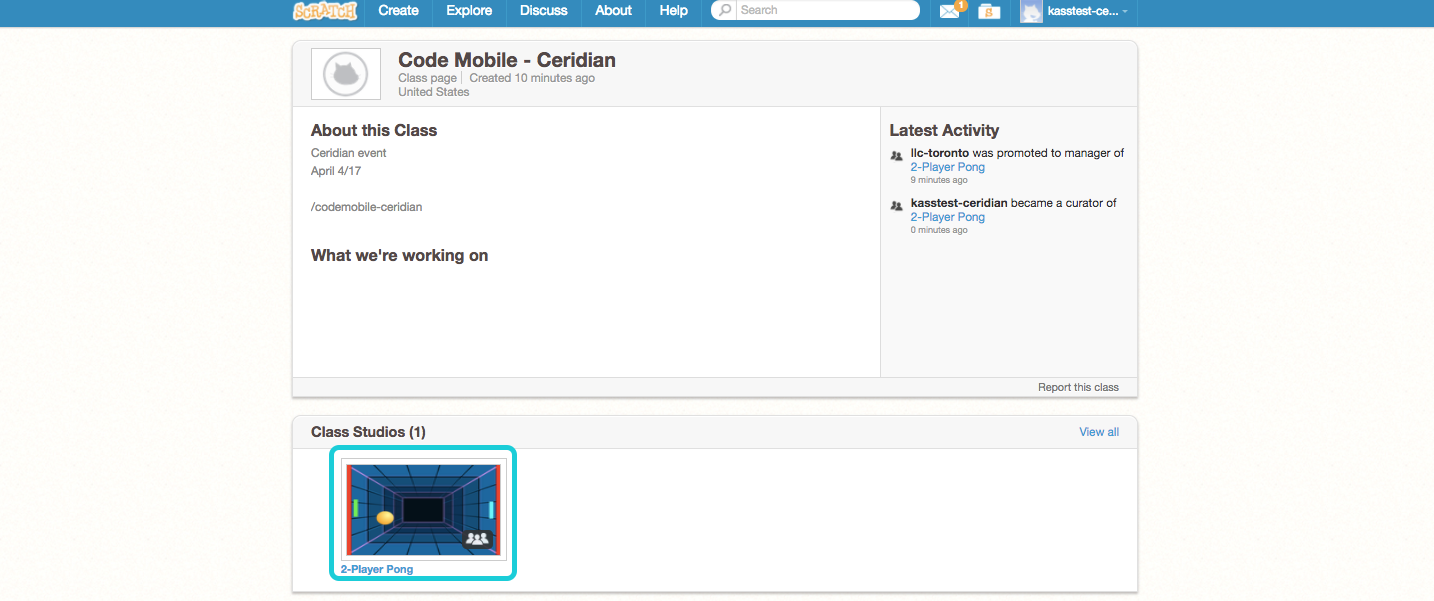 SCRATCH Create Explore Discuss About Help Search 1 kasstest-ce...
Code Mobile - Ceridian
Class page Created 10 minutes ago
United States
About this Class
Ceridian event
April 4/17
/codemobile-ceridian
What we're working on
Latest Activity
llc-toronto was promoted to manager of
2-Player Pong
9 minutes ago
kasstest-ceridian became a curator of
2-Player Pong
0 minutes ago
Report this class
Class Studios (1) View all
2-Player Pong